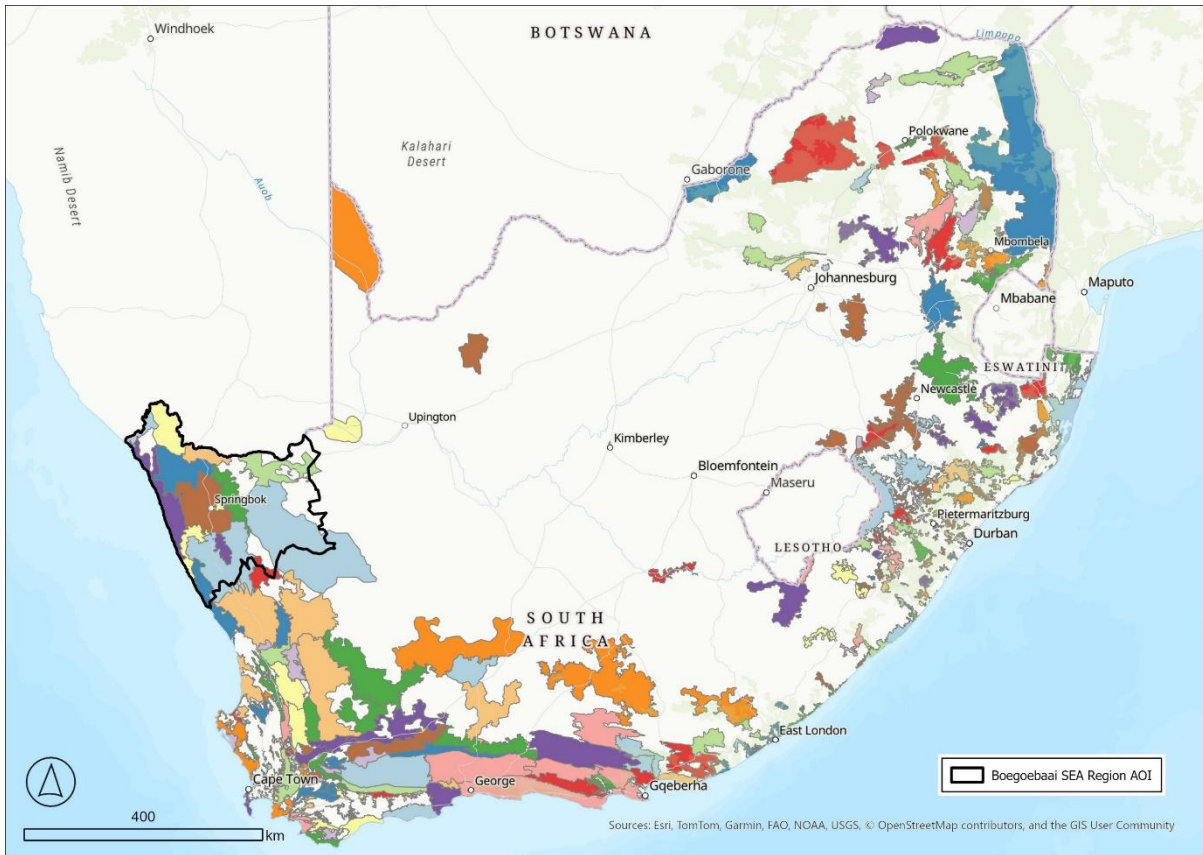 Windhoek
BOTSWANA
Limpopo
Namib Desert
Auob
Kalahari
Desert
Gaborone
Polokwane
Mbombela
Johannesburg
Maputo
Mbabane
ESWATINI
Newcastle
Upington
Kimberley
Bloemfontein
Maseru
Springbok
LESOTHO
Pietermaritzburg
Durban
SOUTH
AFRICA
East London
Cape Town
George
Gqeberha
Boegoebaai SEA Region AOI
400
km
Sources: Esri, TomTom, Garmin, FAO, NOAA, USGS, © OpenStreetMap contributors, and the GIS User Community